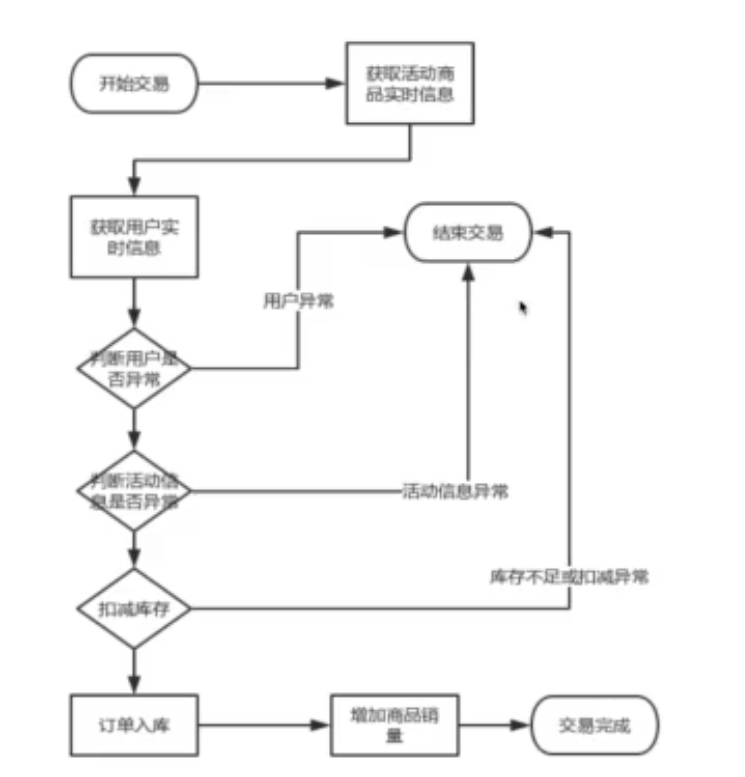 开始交易
获取活动商
品实时信息
获取用户实
时信息
结束交易
用户异常
判断用户是
否异常
判断活动信
息是否异常
活动信息异常
库存不足或扣减异常
扣减库存
订单入库
增加商品销
量
交易完成